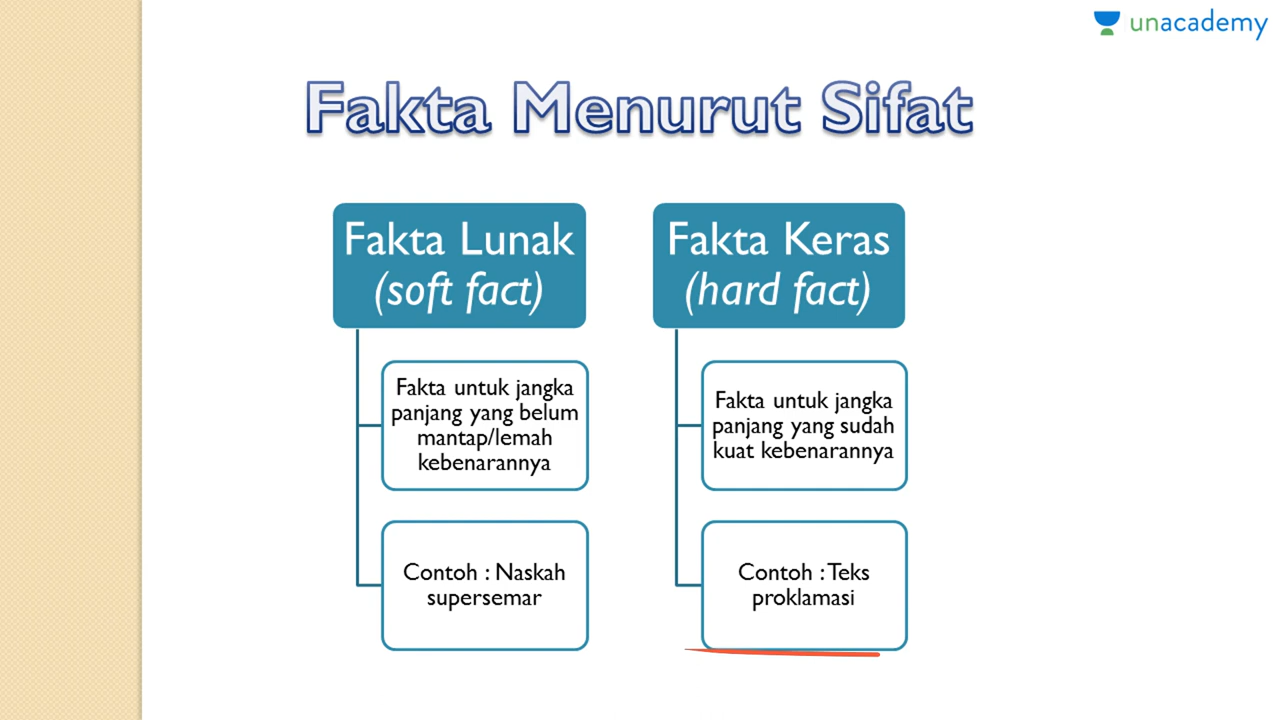 unacademy
Fakta Menurut Sifat
Fakta Lunak
(soft fact)
Fakta untuk jangka
panjang yang belum
mantap/lemah
kebenarannya
Contoh : Naskah
supersemar
Fakta Keras
(hard fact)
Fakta untuk jangka
panjang yang sudah
kuat kebenarannya
Contoh : Teks
proklamasi